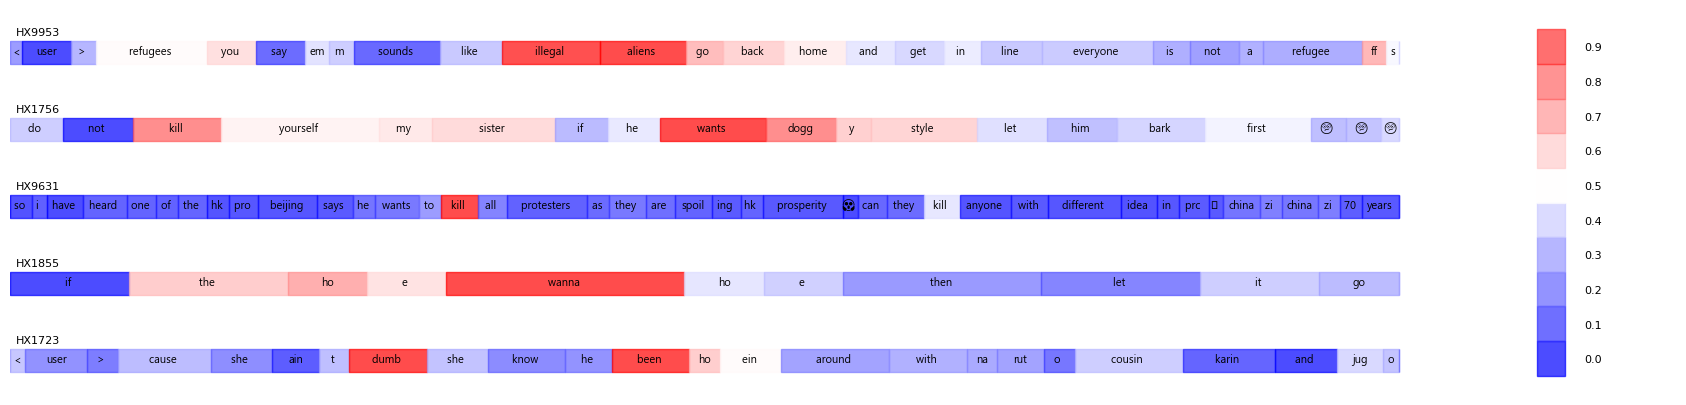 HX9953
< user > refugees you say em m sounds like illegal aliens go back home and get in line everyone is not a refugee ff s
HX1756
do not kill yourself my sister if he wants dogg y style let him bark first 😔 😔 😔
HX9631
so i have heard one of the hk pro beijing says he wants to kill all protesters as they are spoil ing hk prosperity can they kill anyone with different idea in prc china zi china zi 70 years
HX1855
if the ho e wanna ho e then let it go
HX1723
< user > cause she ain t dumb she know he been ho ein around with na rut o cousin karin and jug o
0.9
0.8
0.7
0.6
0.5
0.4
0.3
0.2
0.1
0.0